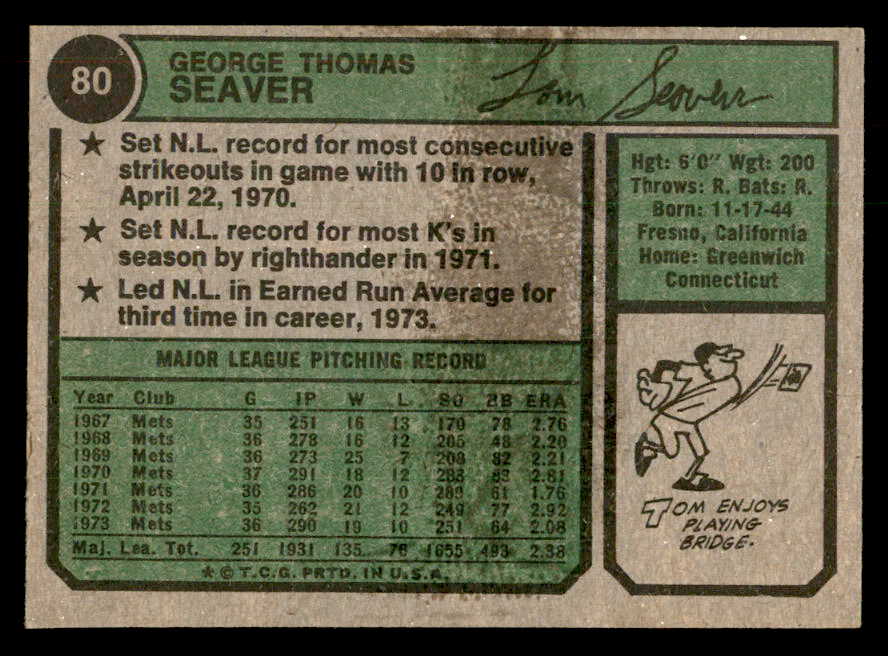 80
GEORGE THOMAS
SEAVER
Tom Seaver
★ Set N.L. record for most consecutive
strikeouts in game with 10 in row,
April 22, 1970.
★ Set N.L. record for most K's in
season by righthander in 1971.
★ Led N.L. in Earned Run Average for
third time in career, 1973.
Hgt: 6'0" Wgt: 200
Throws: R. Bats: R.
Born: 11-17-44
Fresno, California
Home: Greenwich
Connecticut
MAJOR LEAGUE PITCHING RECORD
Year Club G IP W L SO BB ERA
1967 Mets 35 251 16 13 170 78 2.76
1968 Mets 36 278 16 12 205 48 2.20
1969 Mets 36 273 25 7 208 82 2.21
1970 Mets 37 291 18 12 283 83 2.81
1971 Mets 36 286 20 10 289 61 1.76
1972 Mets 35 262 21 12 249 77 2.92
1973 Mets 36 290 19 10 251 64 2.08
Maj. Lea. Tot. 251 1931 135 76 1655 493 2.38
★ © T.C.G. PRTD. IN U.S.A.
TOM ENJOYS
PLAYING
BRIDGE.